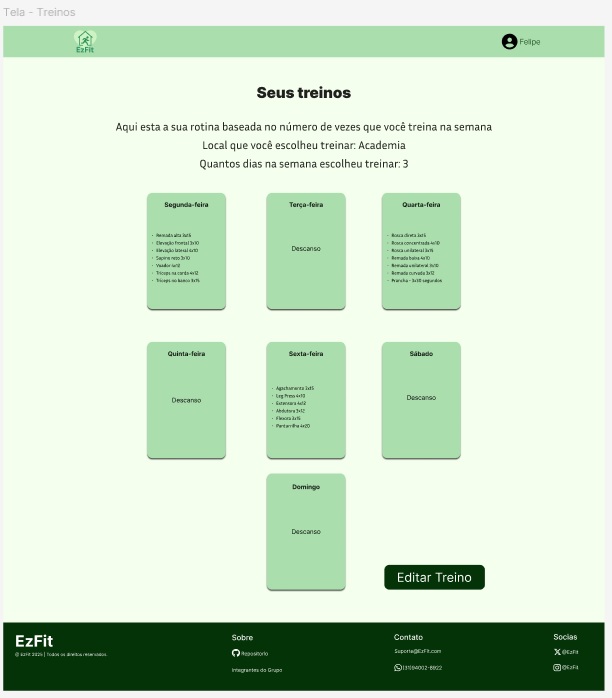 Tela - Treinos
EzFit
Felipe
Seus treinos
Aqui esta a sua rotina baseada no número de vezes que você treina na semana
Local que você escolheu treinar: Academia
Quantos dias na semana escolheu treinar: 3
Segunda-feira
• Remada alta 3x15
• Elevação frontal 3x10
• Elevação lateral 4x10
• Supino reto 3x10
• Voador 4x12
• Tríceps na corda 4x12
• Tríceps no banco 3x15
Terça-feira
Descanso
Quarta-feira
• Rosca direta 3x15
• Rosca concentrada 4x10
• Rosca unilateral 3x15
• Remada baixa 4x10
• Remada unilateral 3x10
• Remada curvada 3x12
• Prancha - 3x30 segundos
Quinta-feira
Descanso
Sexta-feira
• Agachamento 3x15
• Leg Press 4x10
• Extensora 4x12
• Abdutora 3x12
• Flexora 3x15
• Panturrilha 4x20
Sábado
Descanso
Domingo
Descanso
Editar Treino
EzFit
© EzFit 2025 | Todos os direitos reservados.
Sobre
Repositorio
Integrantes do Grupo
Contato
Suporte@EzFit.com
(31)94002-8922
Socias
@EzFit
@EzFit